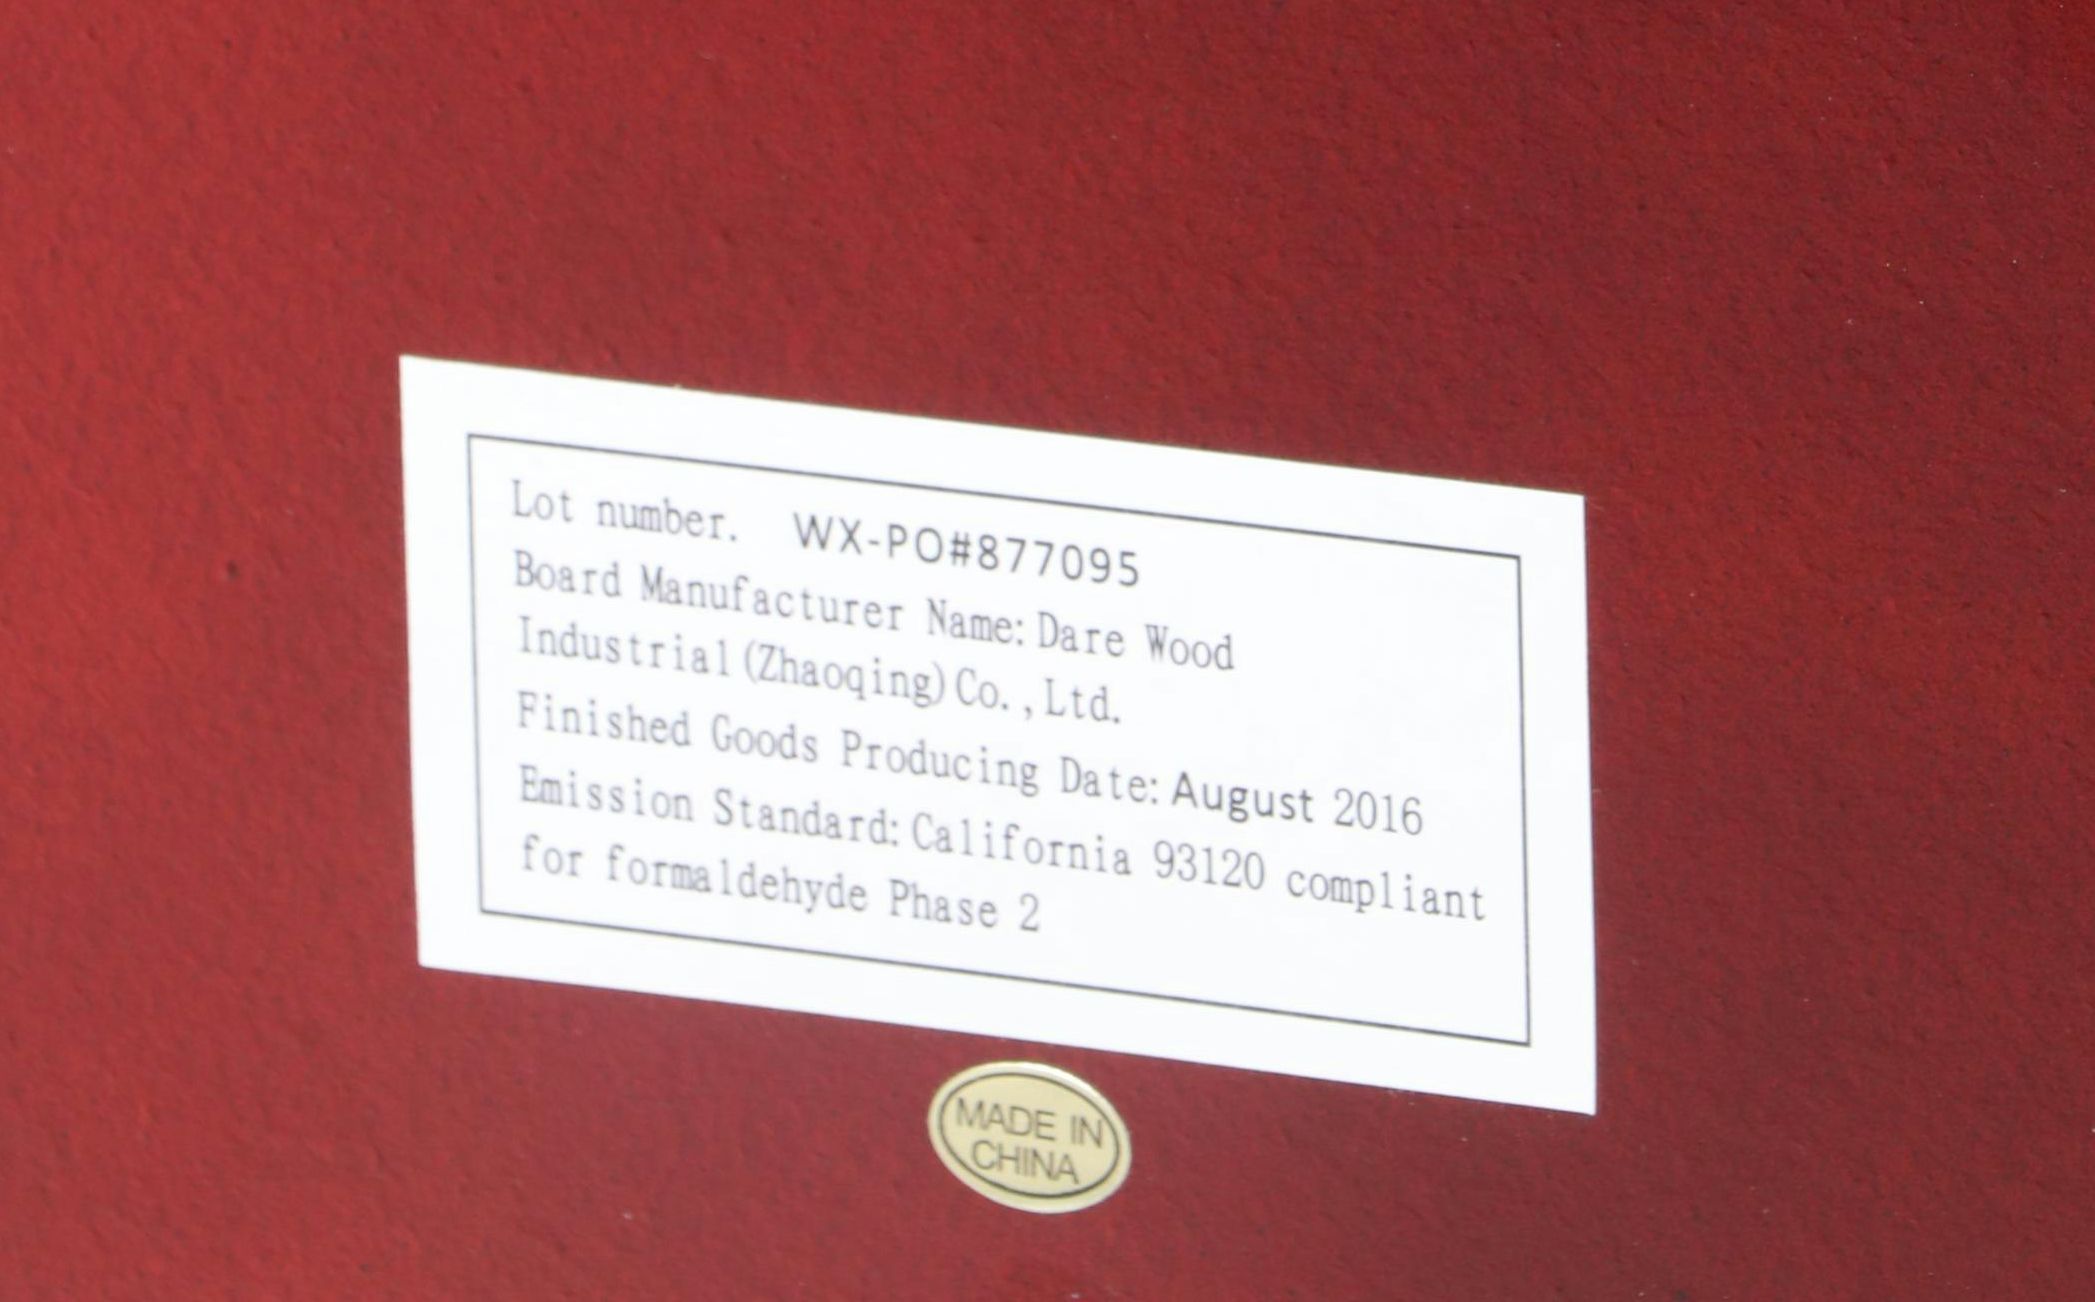 Lot number. WX-PO#877095
Board Manufacturer Name:Dare Wood
Industrial(Zhaoqing)Co.,Ltd.
Finished Goods Producing Date:August 2016
Emission Standard:California 93120 compliant
for formaldehyde Phase 2
MADE IN
CHINA